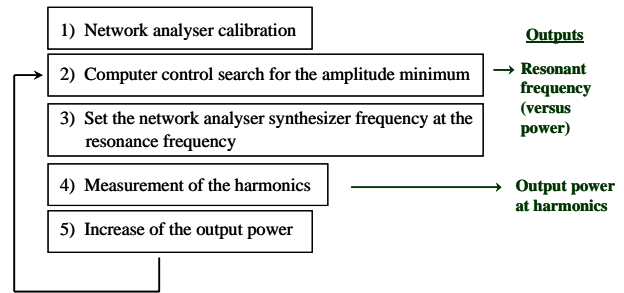 1) Network analyser calibration
Outputs
2) Computer control search for the amplitude minimum
Resonant
frequency
(versus
power)
3) Set the network analyser synthesizer frequency at the
resonance frequency
4) Measurement of the harmonics
Output power
at harmonics
5) Increase of the output power